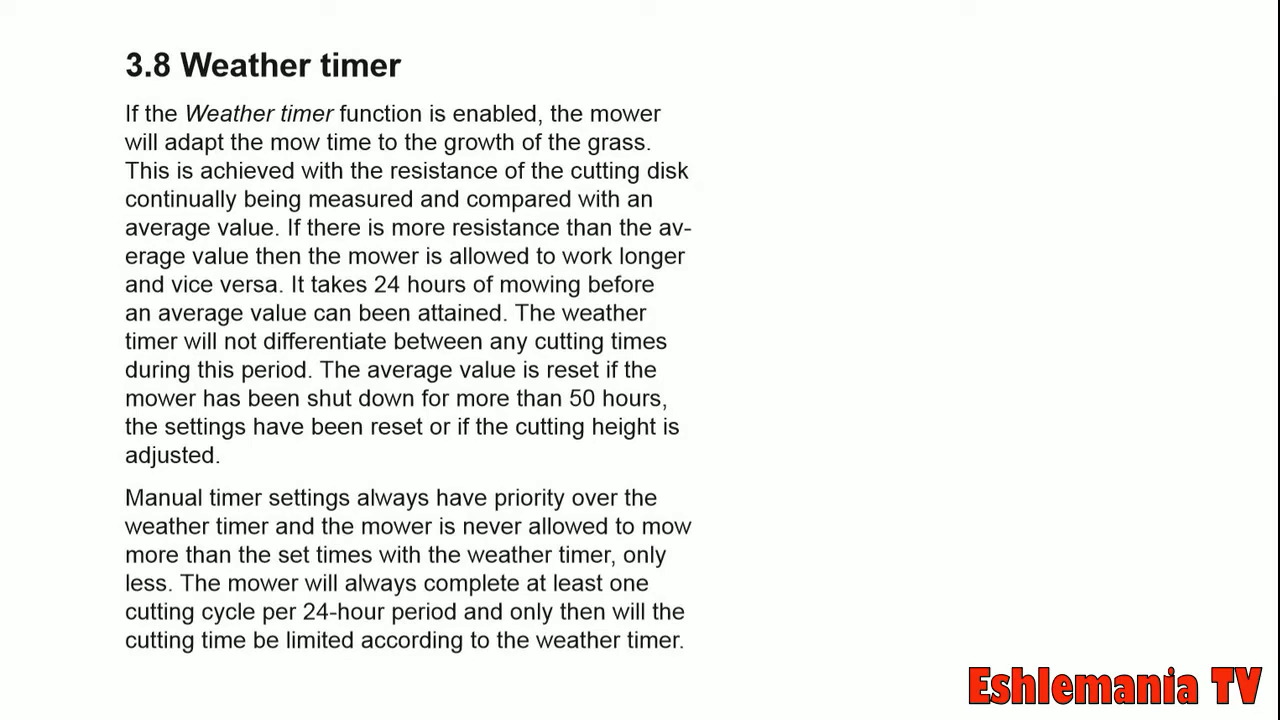 3.8 Weather timer
If the Weather timer function is enabled, the mower
will adapt the mow time to the growth of the grass.
This is achieved with the resistance of the cutting disk
continually being measured and compared with an
average value. If there is more resistance than the av-
erage value then the mower is allowed to work longer
and vice versa. It takes 24 hours of mowing before
an average value can been attained. The weather
timer will not differentiate between any cutting times
during this period. The average value is reset if the
mower has been shut down for more than 50 hours,
the settings have been reset or if the cutting height is
adjusted.
Manual timer settings always have priority over the
weather timer and the mower is never allowed to mow
more than the set times with the weather timer, only
less. The mower will always complete at least one
cutting cycle per 24-hour period and only then will the
cutting time be limited according to the weather timer.
Eshlemania TV